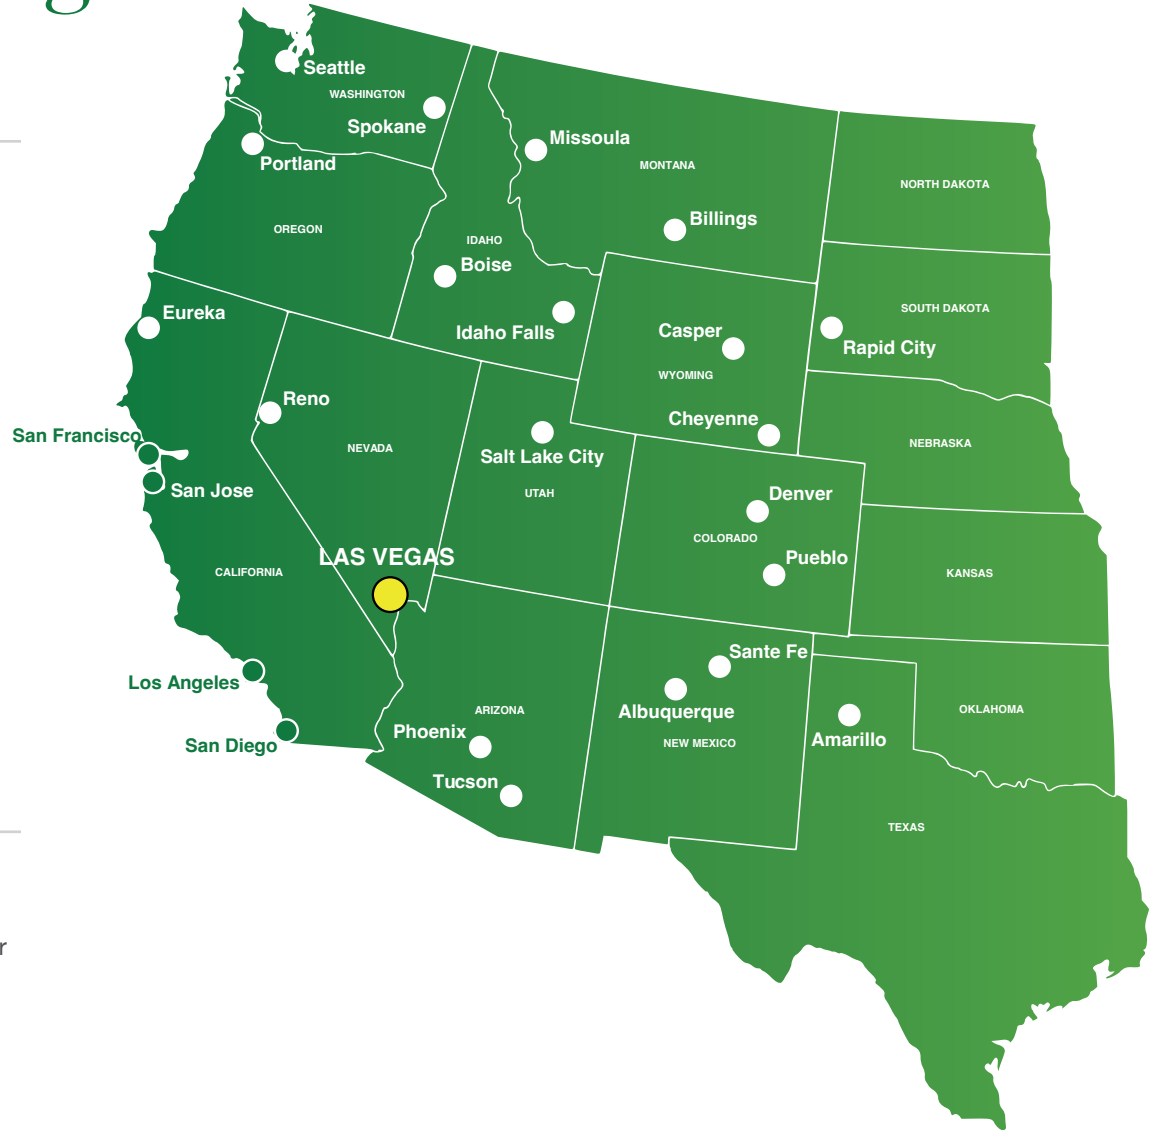 g
Seattle
WASHINGTON
Spokane
Missoula
Portland
MONTANA
NORTH DAKOTA
Billings
OREGON
IDAHO
Boise
SOUTH DAKOTA
Eureka
Idaho Falls
Casper
Rapid City
WYOMING
Reno
Cheyenne
San Francisco
NEVADA
Salt Lake City
NEBRASKA
San Jose
UTAH
Denver
COLORADO
LAS VEGAS
Pueblo
CALIFORNIA
KANSAS
Sante Fe
Los Angeles
ARIZONA
Albuquerque
OKLAHOMA
Phoenix
NEW MEXICO
Amarillo
San Diego
Tucson
TEXAS
r